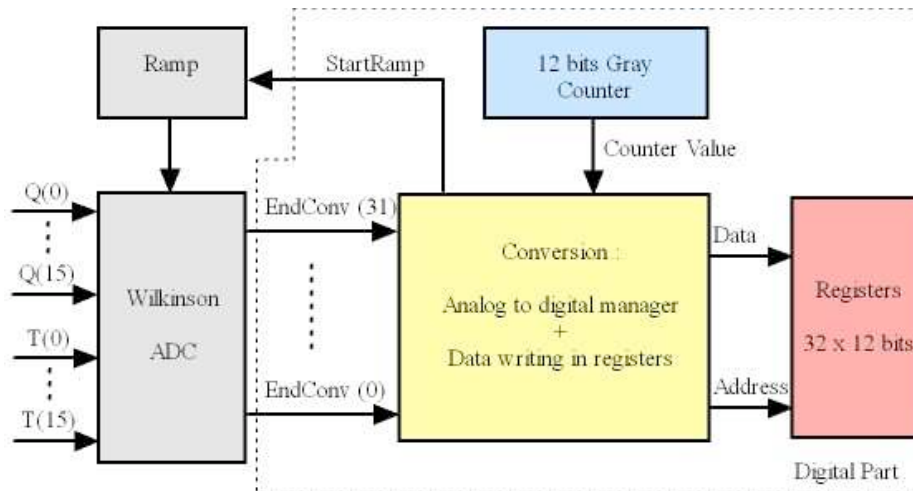 Ramp
StartRamp
12 bits Gray
Counter
Counter Value
Q(0)
Q(15)
T(0)
T(15)
Wilkinson
ADC
EndConv (31)
EndConv (0)
Conversion :
Analog to digital manager
+
Data writing in registers
Data
Address
Registers
32 x 12 bits
Digital Part